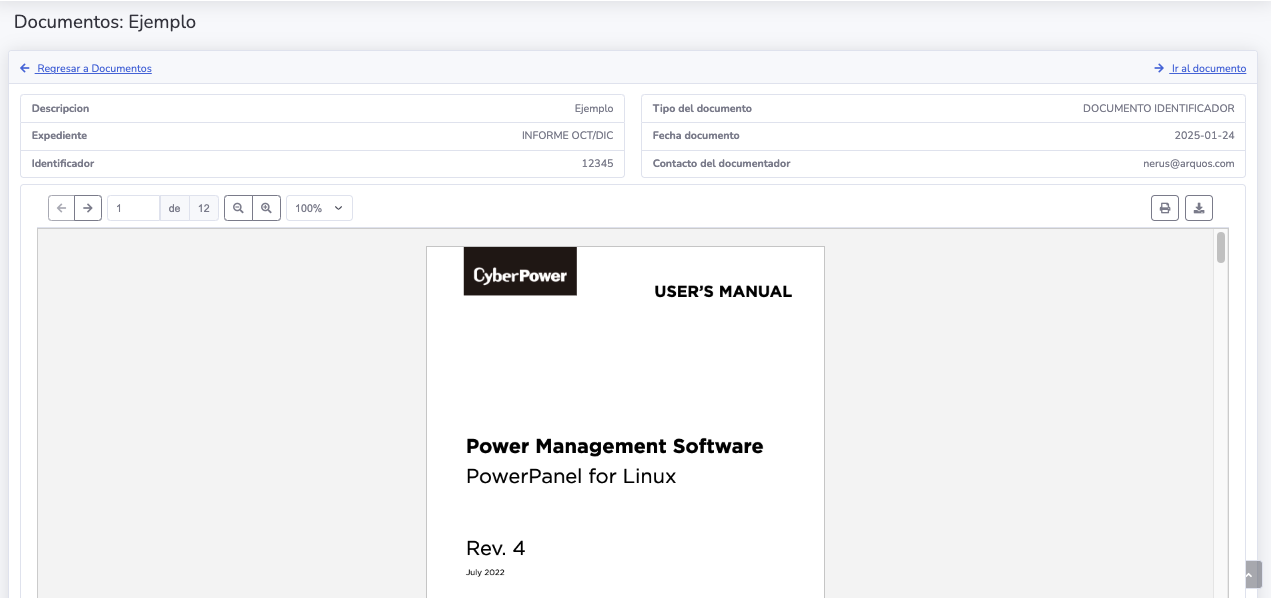 Documentos: Ejemplo
Regresar a Documentos
Ir al documento
Descripcion Ejemplo
Expediente INFORME OCT/DIC
Identificador 12345
Tipo del documento DOCUMENTO IDENTIFICADOR
Fecha documento 2025-01-24
Contacto del documentador nerus@arquos.com
1 de 12 100%
CyberPower
USER'S MANUAL
Power Management Software
PowerPanel for Linux
Rev. 4
July 2022